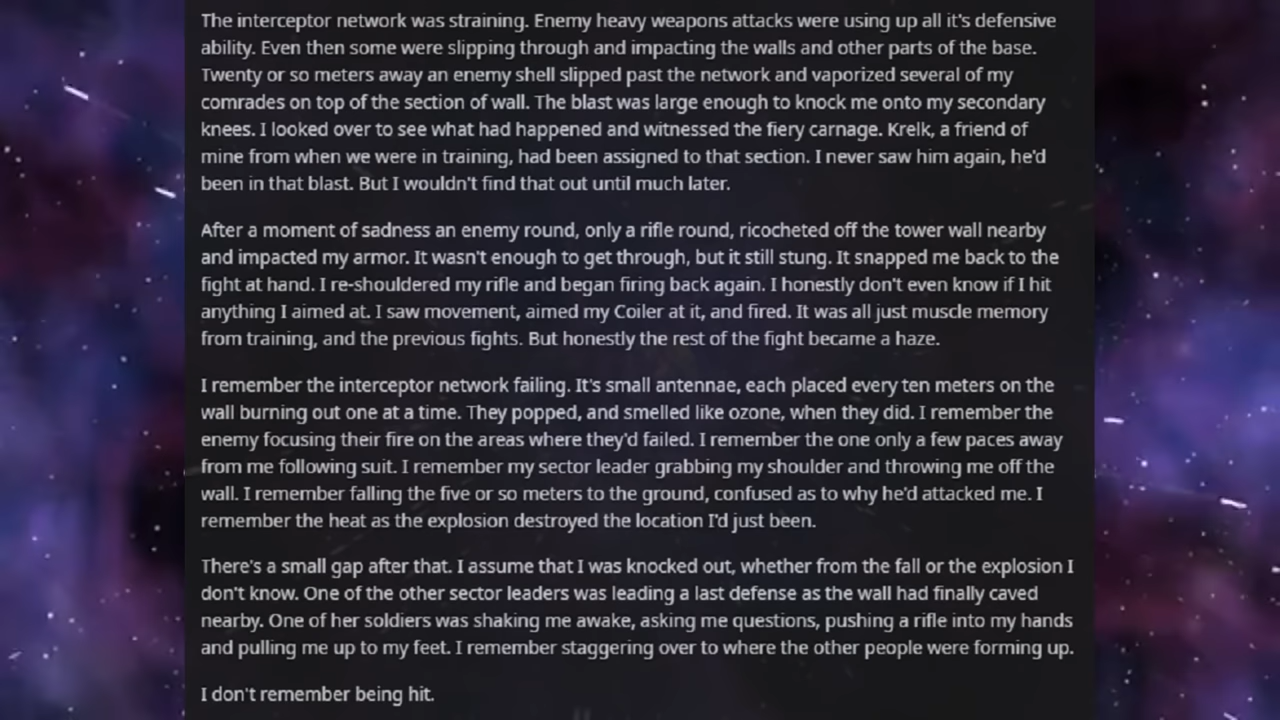 The interceptor network was straining. Enemy heavy weapons attacks were using up all it's defensive
ability. Even then some were slipping through and impacting the walls and other parts of the base.
Twenty or so meters away an enemy shell slipped past the network and vaporized several of my
comrades on top of the section of wall. The blast was large enough to knock me onto my secondary
knees. I looked over to see what had happened and witnessed the fiery carnage. Krelk, a friend of
mine from when we were in training, had been assigned to that section. I never saw him again, he'd
been in that blast. But I wouldn't find that out until much later.
After a moment of sadness an enemy round, only a rifle round, ricocheted off the tower wall nearby
and impacted my armor. It wasn't enough to get through, but it still stung. It snapped me back to the
fight at hand. I re-shouldered my rifle and began firing back again. I honestly don't even know if I hit
anything I aimed at. I saw movement, aimed my Coiler at it, and fired. It was all just muscle memory
from training, and the previous fights. But honestly the rest of the fight became a haze.
I remember the interceptor network failing. It's small antennae, each placed every ten meters on the
wall burning out one at a time. They popped, and smelled like ozone, when they did. I remember the
enemy focusing their fire on the areas where they'd failed. I remember the one only a few paces away
from me following suit. I remember my sector leader grabbing my shoulder and throwing me off the
wall. I remember falling the five or so meters to the ground, confused as to why he'd attacked me. I
remember the heat as the explosion destroyed the location I'd just been.
There's a small gap after that. I assume that I was knocked out, whether from the fall or the explosion I
don't know. One of the other sector leaders was leading a last defense as the wall had finally caved
nearby. One of her soldiers was shaking me awake, asking me questions, pushing a rifle into my hands
and pulling me up to my feet. I remember staggering over to where the other people were forming up.
I don't remember being hit.